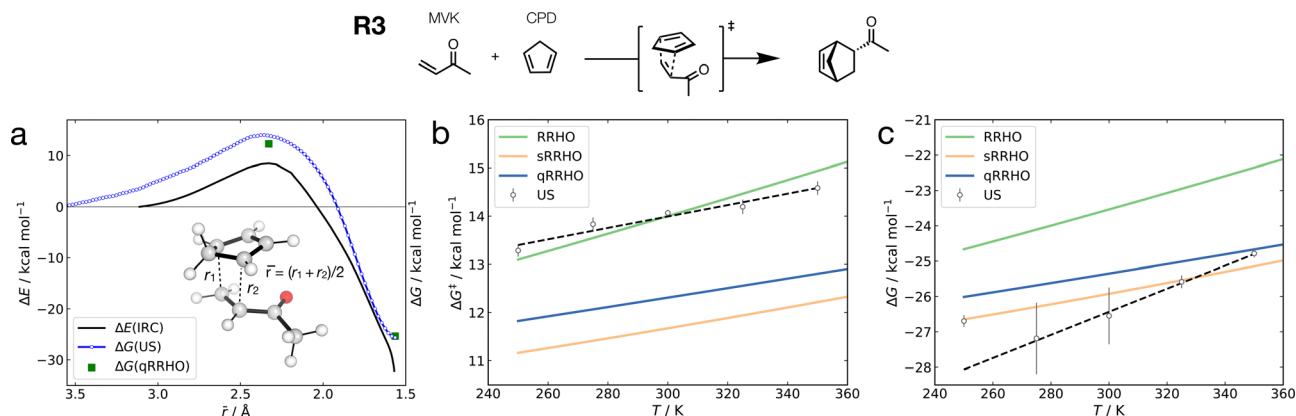 R3
MVK
CPD
O
+
‡
O
O
a
ΔE / kcal mol⁻¹
10
0
−10
−20
−30
r₁
r₂
r̄ = (r₁ + r₂)/2
ΔE(IRC)
ΔG(US)
ΔG(qRRHO)
3.5
3.0
2.5
2.0
1.5
r̄ / Å
ΔG / kcal mol⁻¹
b
ΔG‡ / kcal mol⁻¹
16
15
14
13
12
11
RRHO
sRRHO
qRRHO
US
260
280
300
320
340
360
240
T / K
c
ΔG / kcal mol⁻¹
−21
−22
−23
−24
−25
−26
−27
−28
RRHO
sRRHO
qRRHO
US
240
260
280
300
320
340
360
T / K